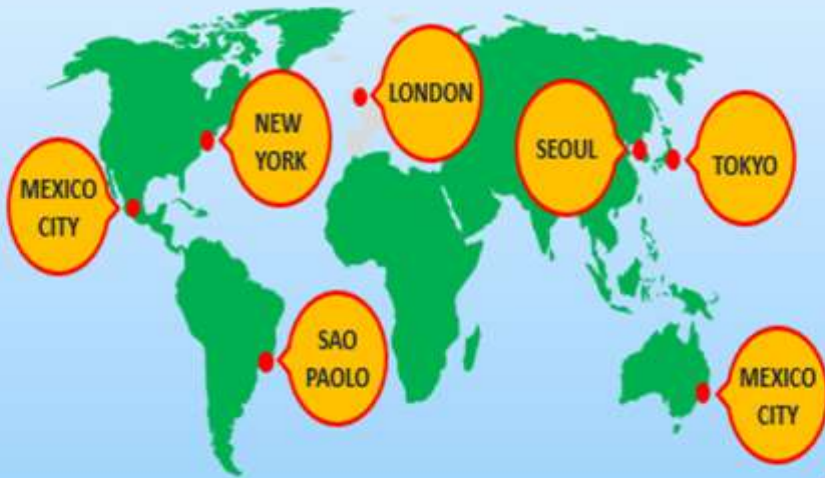 LONDON
NEW
YORK
SEOUL
TOKYO
MEXICO
CITY
SAO
PAOLO
MEXICO
CITY